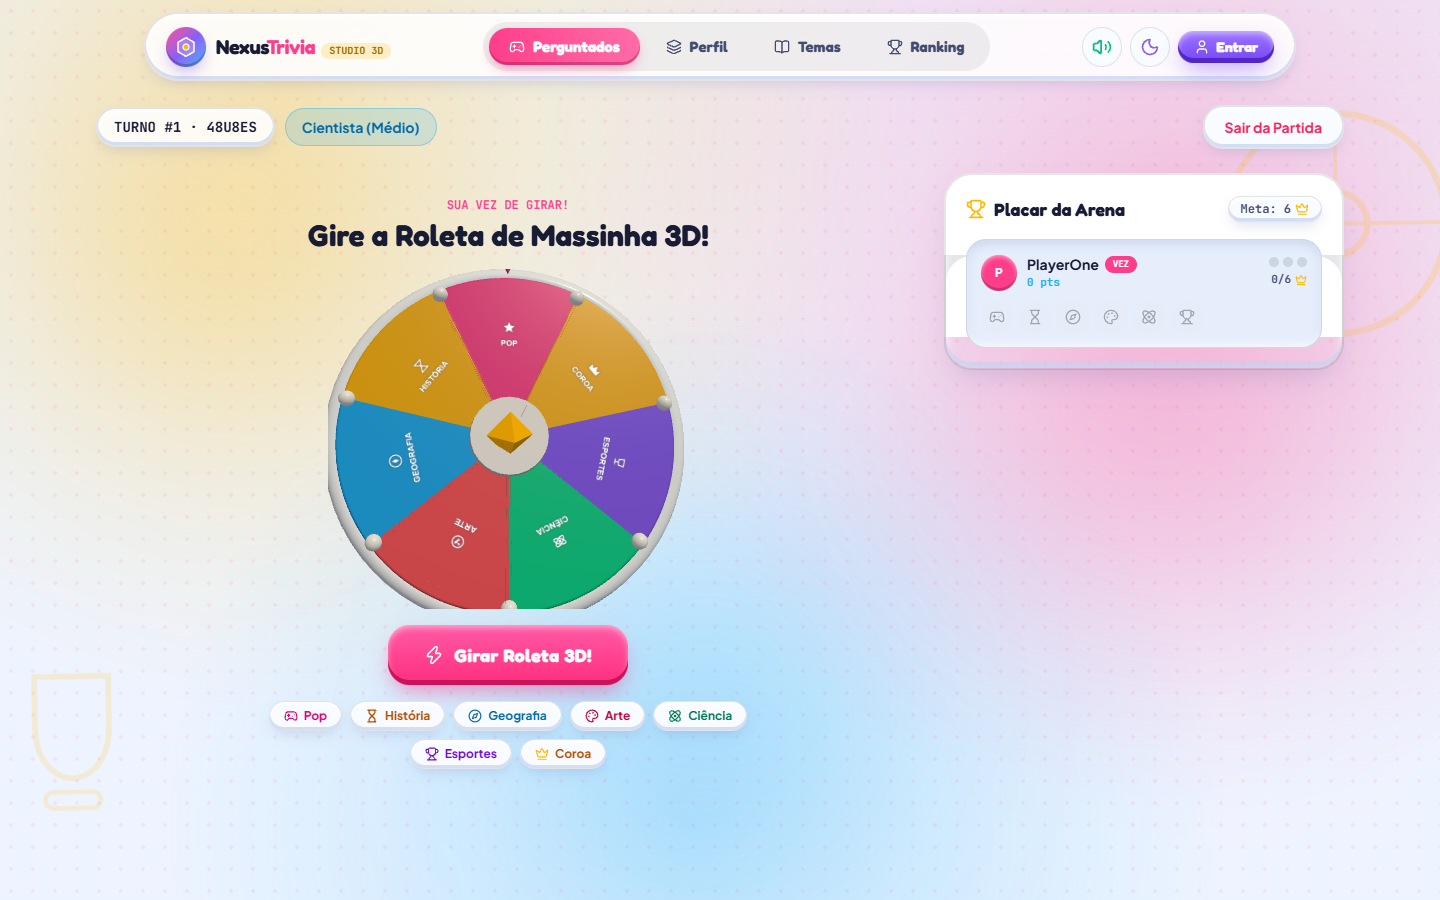 NexusTrivia STUDIO 3D
Perguntados
Perfil
Temas
Ranking
Entrar
TURNO #1 · 48U8ES
Cientista (Médio)
Sair da Partida
SUA VEZ DE GIRAR!
Gire a Roleta de Massinha 3D!
POP
COROA
ESPORTES
CIÊNCIA
ARTE
GEOGRAFIA
HISTÓRIA
Girar Roleta 3D!
Pop
História
Geografia
Arte
Ciência
Esportes
Coroa
Placar da Arena
Meta: 6
P
PlayerOne VEZ
0 pts
0/6